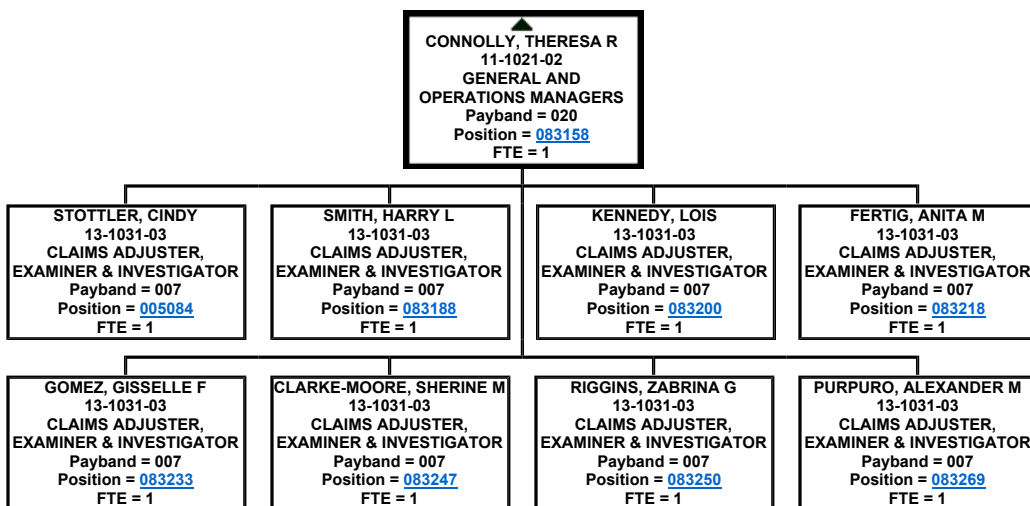 CONNOLLY, THERESA R
11-1021-02
GENERAL AND
OPERATIONS MANAGERS
Payband = 020
Position = 083158
FTE = 1
STOTTLER, CINDY
13-1031-03
CLAIMS ADJUSTER,
EXAMINER & INVESTIGATOR
Payband = 007
Position = 005084
FTE = 1
SMITH, HARRY L
13-1031-03
CLAIMS ADJUSTER,
EXAMINER & INVESTIGATOR
Payband = 007
Position = 083188
FTE = 1
KENNEDY, LOIS
13-1031-03
CLAIMS ADJUSTER,
EXAMINER & INVESTIGATOR
Payband = 007
Position = 083200
FTE = 1
FERTIG, ANITA M
13-1031-03
CLAIMS ADJUSTER,
EXAMINER & INVESTIGATOR
Payband = 007
Position = 083218
FTE = 1
GOMEZ, GISSELLE F
13-1031-03
CLAIMS ADJUSTER,
EXAMINER & INVESTIGATOR
Payband = 007
Position = 083233
FTE = 1
CLARKE-MOORE, SHERINE M
13-1031-03
CLAIMS ADJUSTER,
EXAMINER & INVESTIGATOR
Payband = 007
Position = 083247
FTE = 1
RIGGINS, ZABRINA G
13-1031-03
CLAIMS ADJUSTER,
EXAMINER & INVESTIGATOR
Payband = 007
Position = 083250
FTE = 1
PURPURO, ALEXANDER M
13-1031-03
CLAIMS ADJUSTER,
EXAMINER & INVESTIGATOR
Payband = 007
Position = 083269
FTE = 1